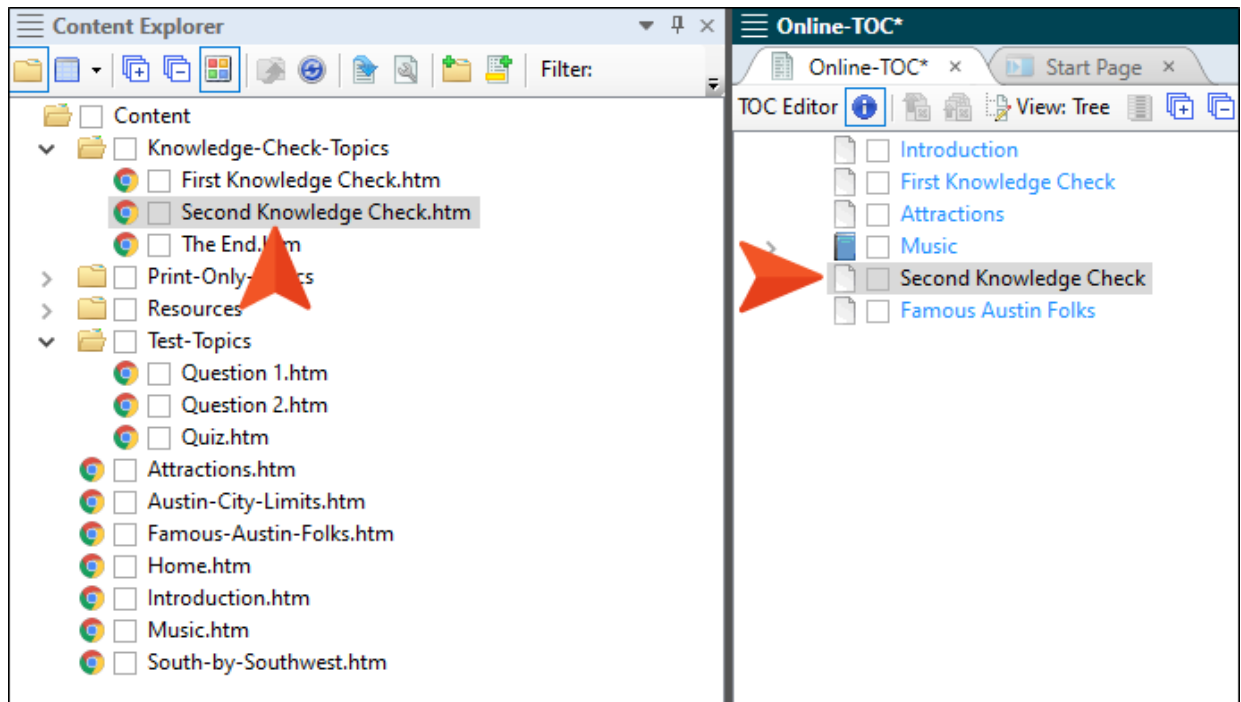 Content Explorer
Filter:
Content
Knowledge-Check-Topics
First Knowledge Check.htm
Second Knowledge Check.htm
The End.htm
Print-Only-
Resources
Test-Topics
Question 1.htm
Question 2.htm
Quiz.htm
Attractions.htm
Austin-City-Limits.htm
Famous-Austin-Folks.htm
Home.htm
Introduction.htm
Music.htm
South-by-Southwest.htm
Online-TOC*
Online-TOC* Start Page
TOC Editor View: Tree
Introduction
First Knowledge Check
Attractions
Music
Second Knowledge Check
Famous Austin Folks